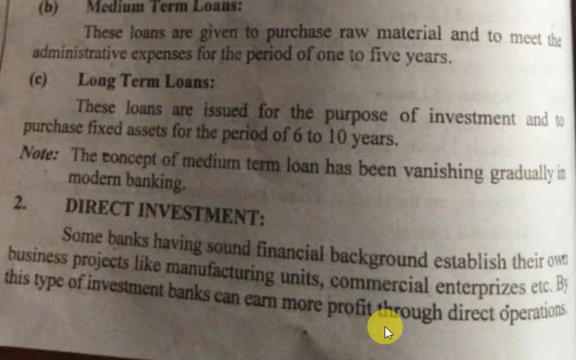 (b) Medium Term Loans:
These loans are given to purchase raw material and to meet the
administrative expenses for the period of one to five years.
(c) Long Term Loans:
These loans are issued for the purpose of investment and to
purchase fixed assets for the period of 6 to 10 years.
Note: The concept of medium term loan has been vanishing gradually in
modern banking.
2. DIRECT INVESTMENT:
Some banks having sound financial background establish their own
business projects like manufacturing units, commercial enterprizes etc. By
this type of investment banks can earn more profit through direct operations.